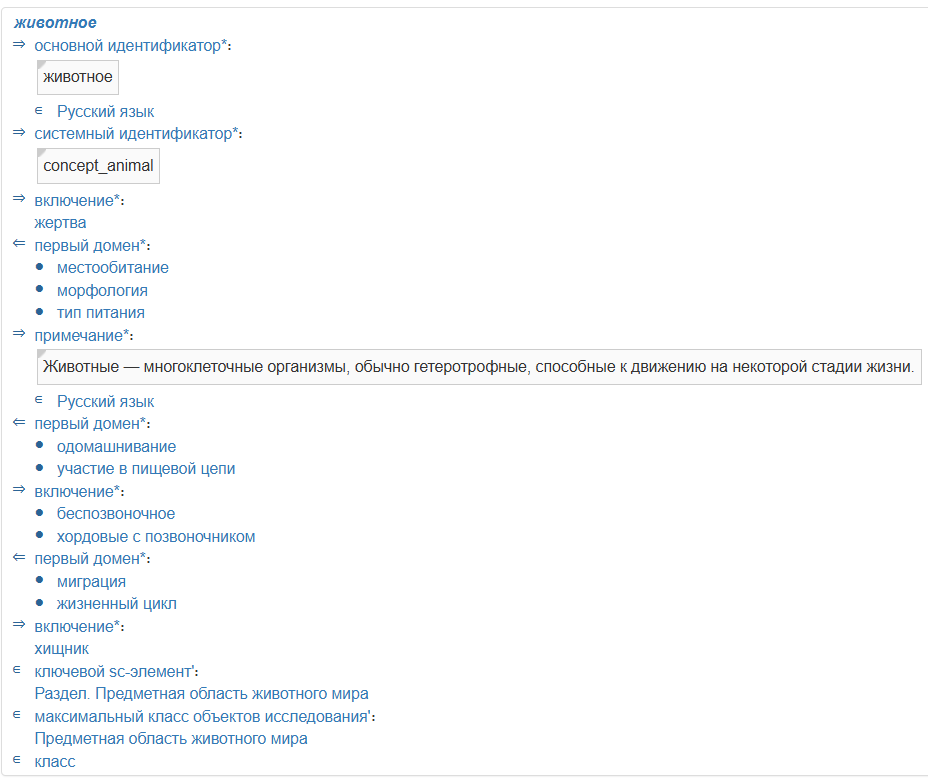 животное
⇒ основной идентификатор*:
животное
∈ Русский язык
⇒ системный идентификатор*:
concept_animal
⇒ включение*:
жертва
⇐ первый домен*:
• местообитание
• морфология
• тип питания
⇒ примечание*:
Животные — многоклеточные организмы, обычно гетеротрофные, способные к движению на некоторой стадии жизни.
∈ Русский язык
⇐ первый домен*:
• одомашнивание
• участие в пищевой цепи
⇒ включение*:
• беспозвоночное
• хордовые с позвоночником
⇐ первый домен*:
• миграция
• жизненный цикл
⇒ включение*:
хищник
∈ ключевой sc-элемент':
Раздел. Предметная область животного мира
∈ максимальный класс объектов исследования':
Предметная область животного мира
∈ класс